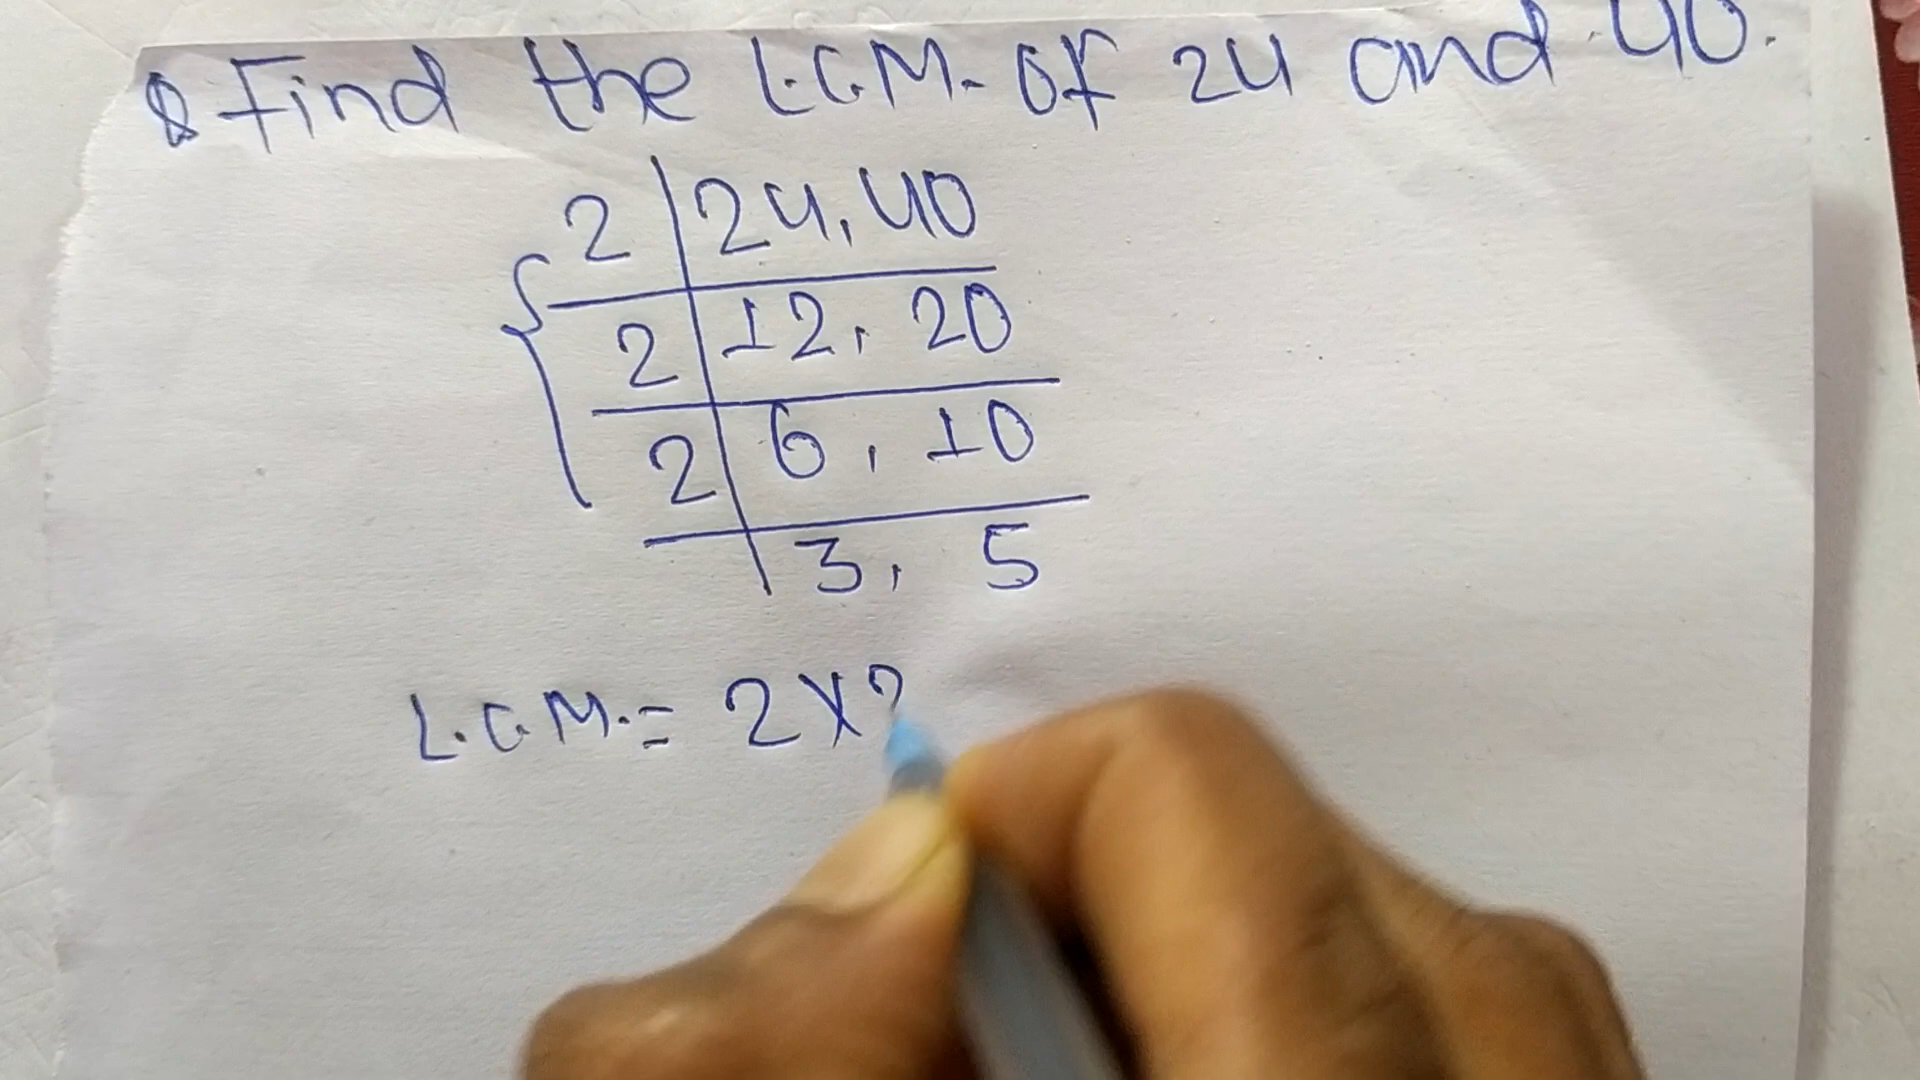 Q Find the L.C.M. of 24 and 40.
2 | 24, 40
2 | 12, 20
2 | 6, 10
3, 5
L.C.M. = 2 X 2